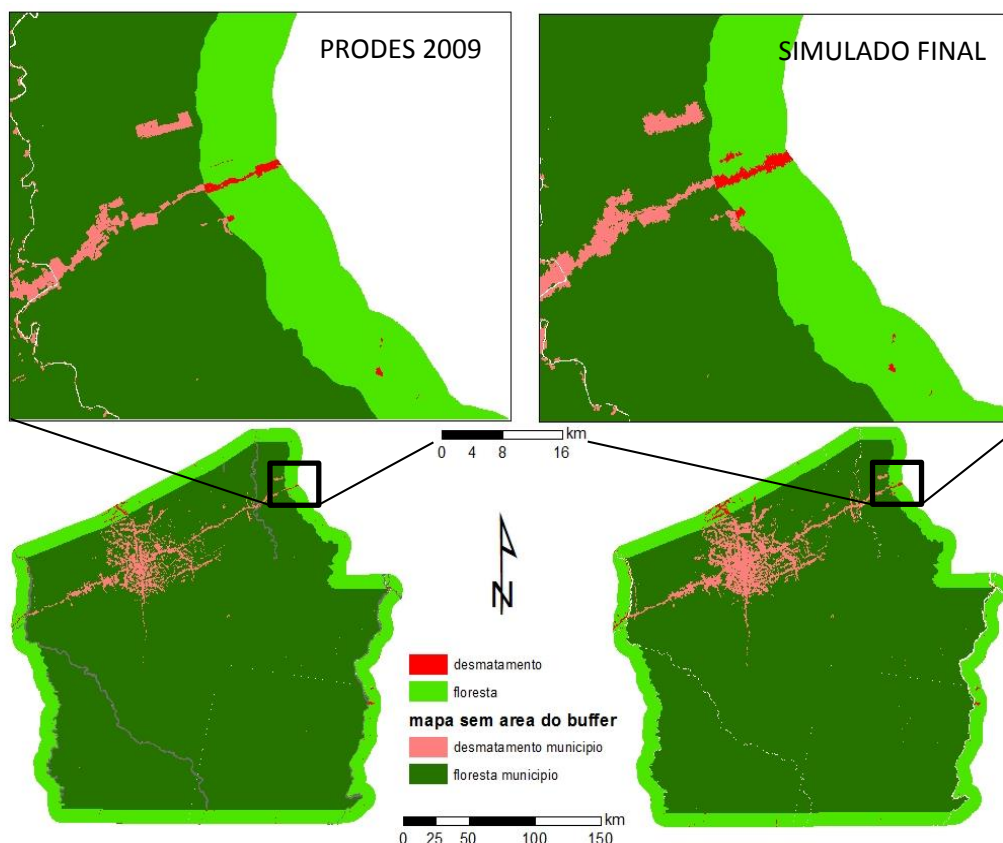 PRODES 2009
SIMULADO FINAL
km
0 4 8 16
N
desmatamento
floresta
mapa sem area do buffer
desmatamento municipio
floresta municipio
km
0 25 50 100 150